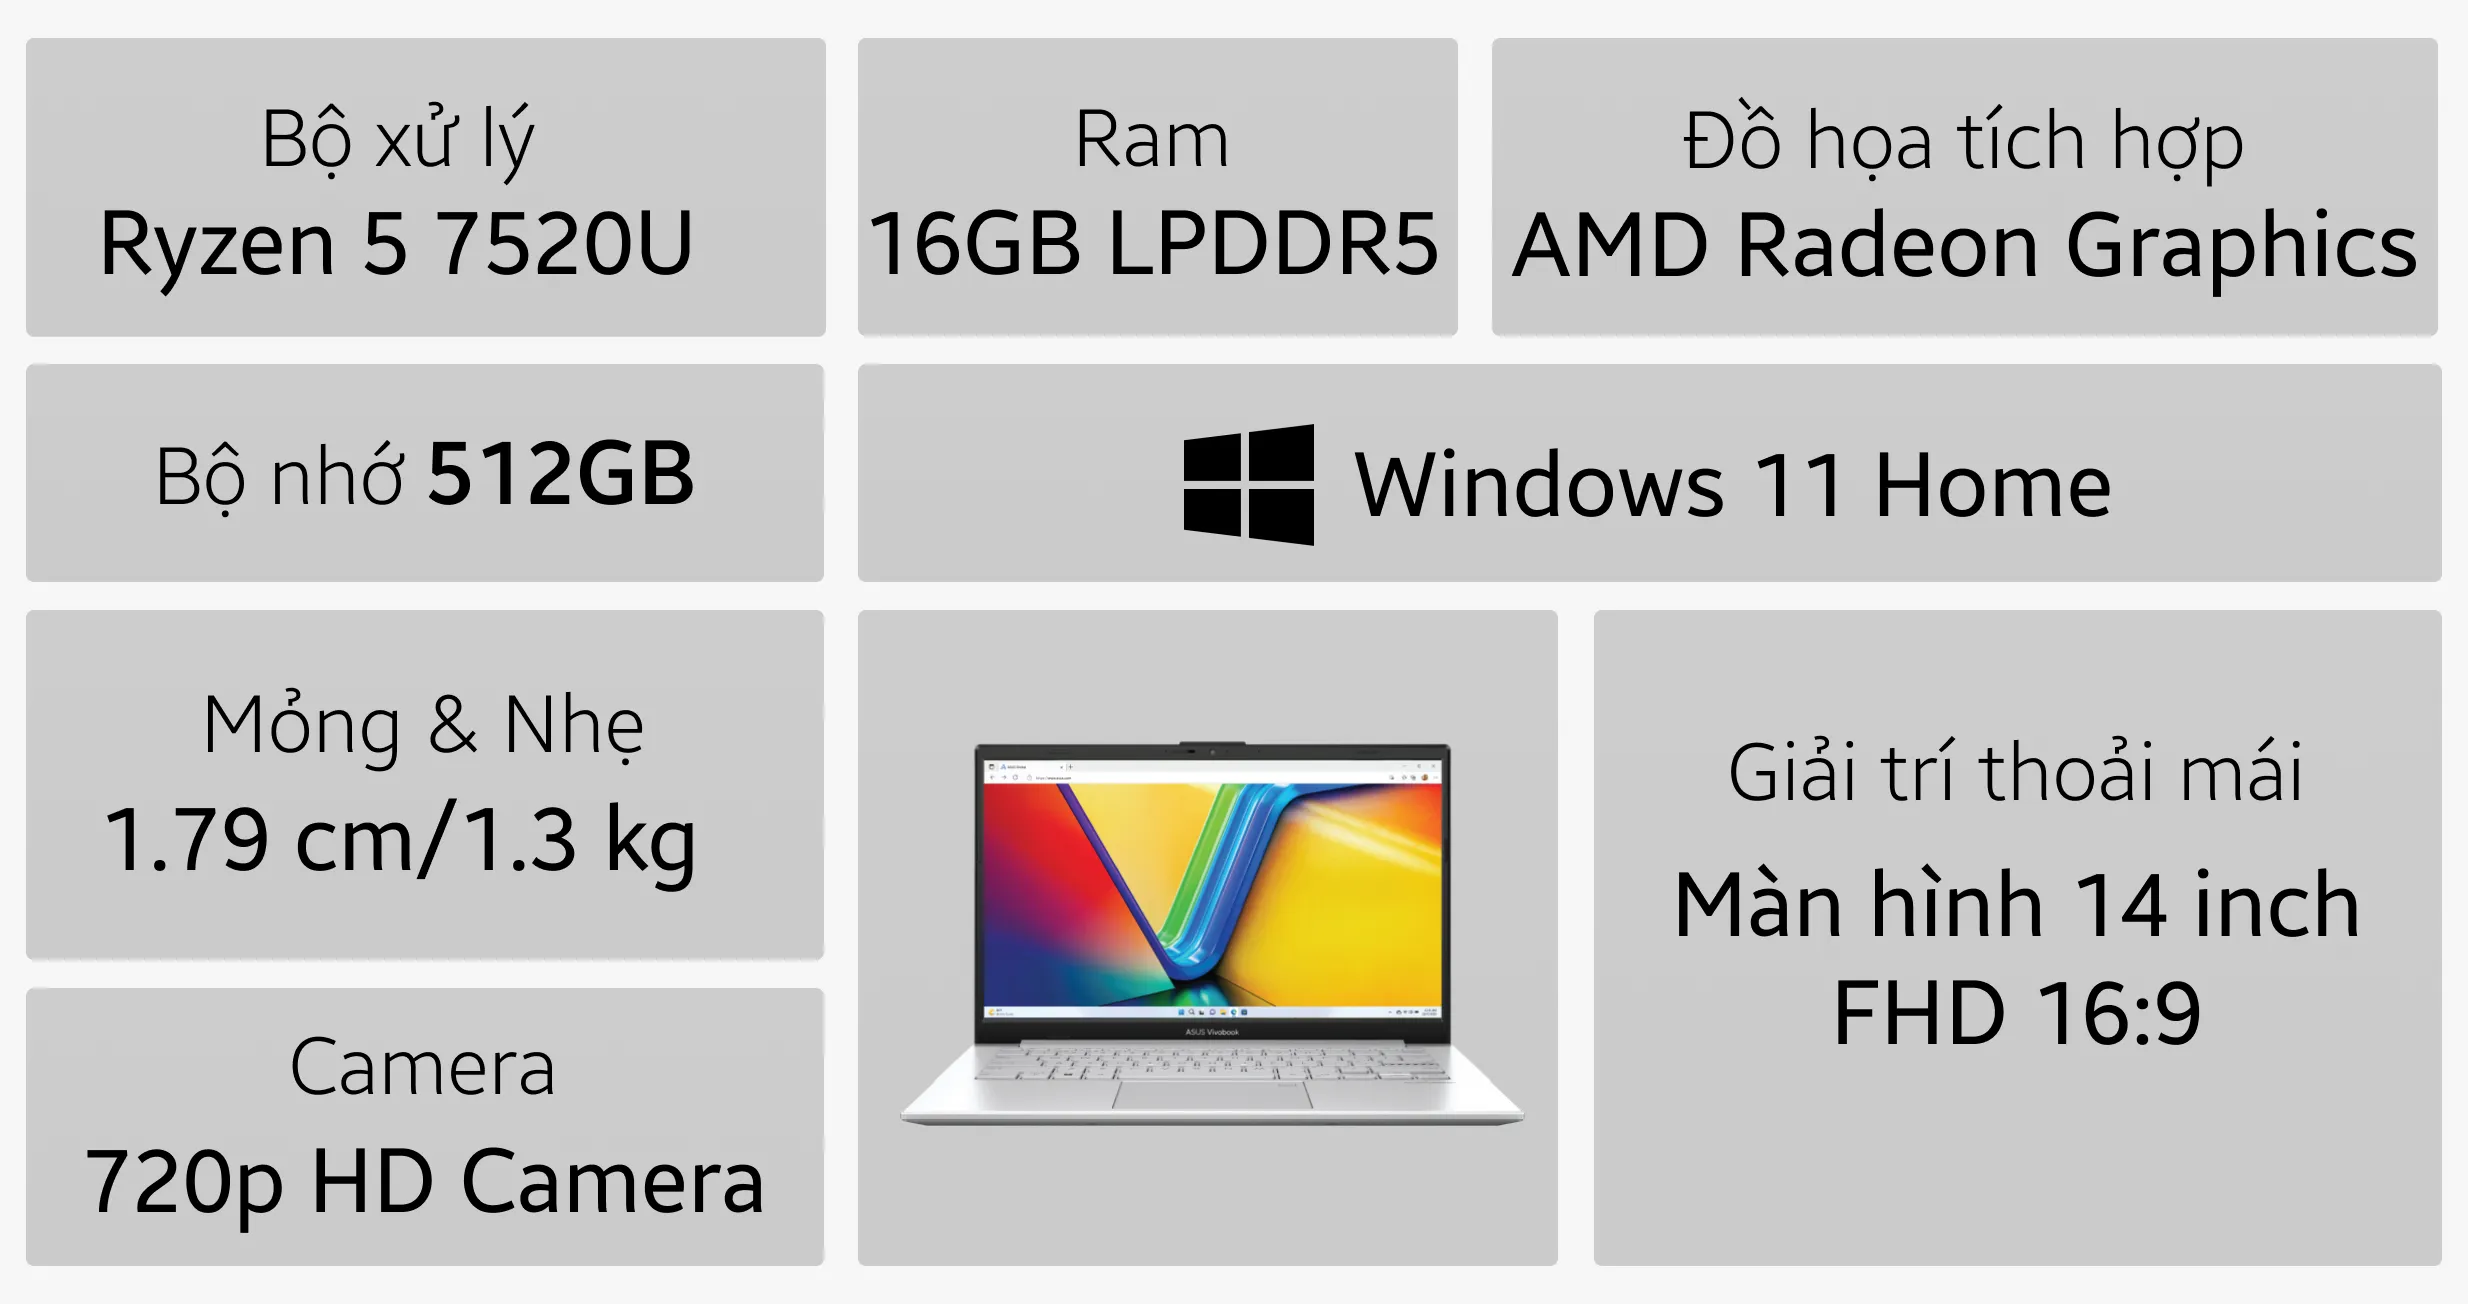 Bộ xử lý
Ryzen 5 7520U
Ram
16GB LPDDR5
Đồ họa tích hợp
AMD Radeon Graphics
Bộ nhớ 512GB
Windows 11 Home
Mỏng & Nhẹ
1.79 cm/1.3 kg
Camera
720p HD Camera
ASUS Vivobook
Giải trí thoải mái
Màn hình 14 inch
FHD 16:9